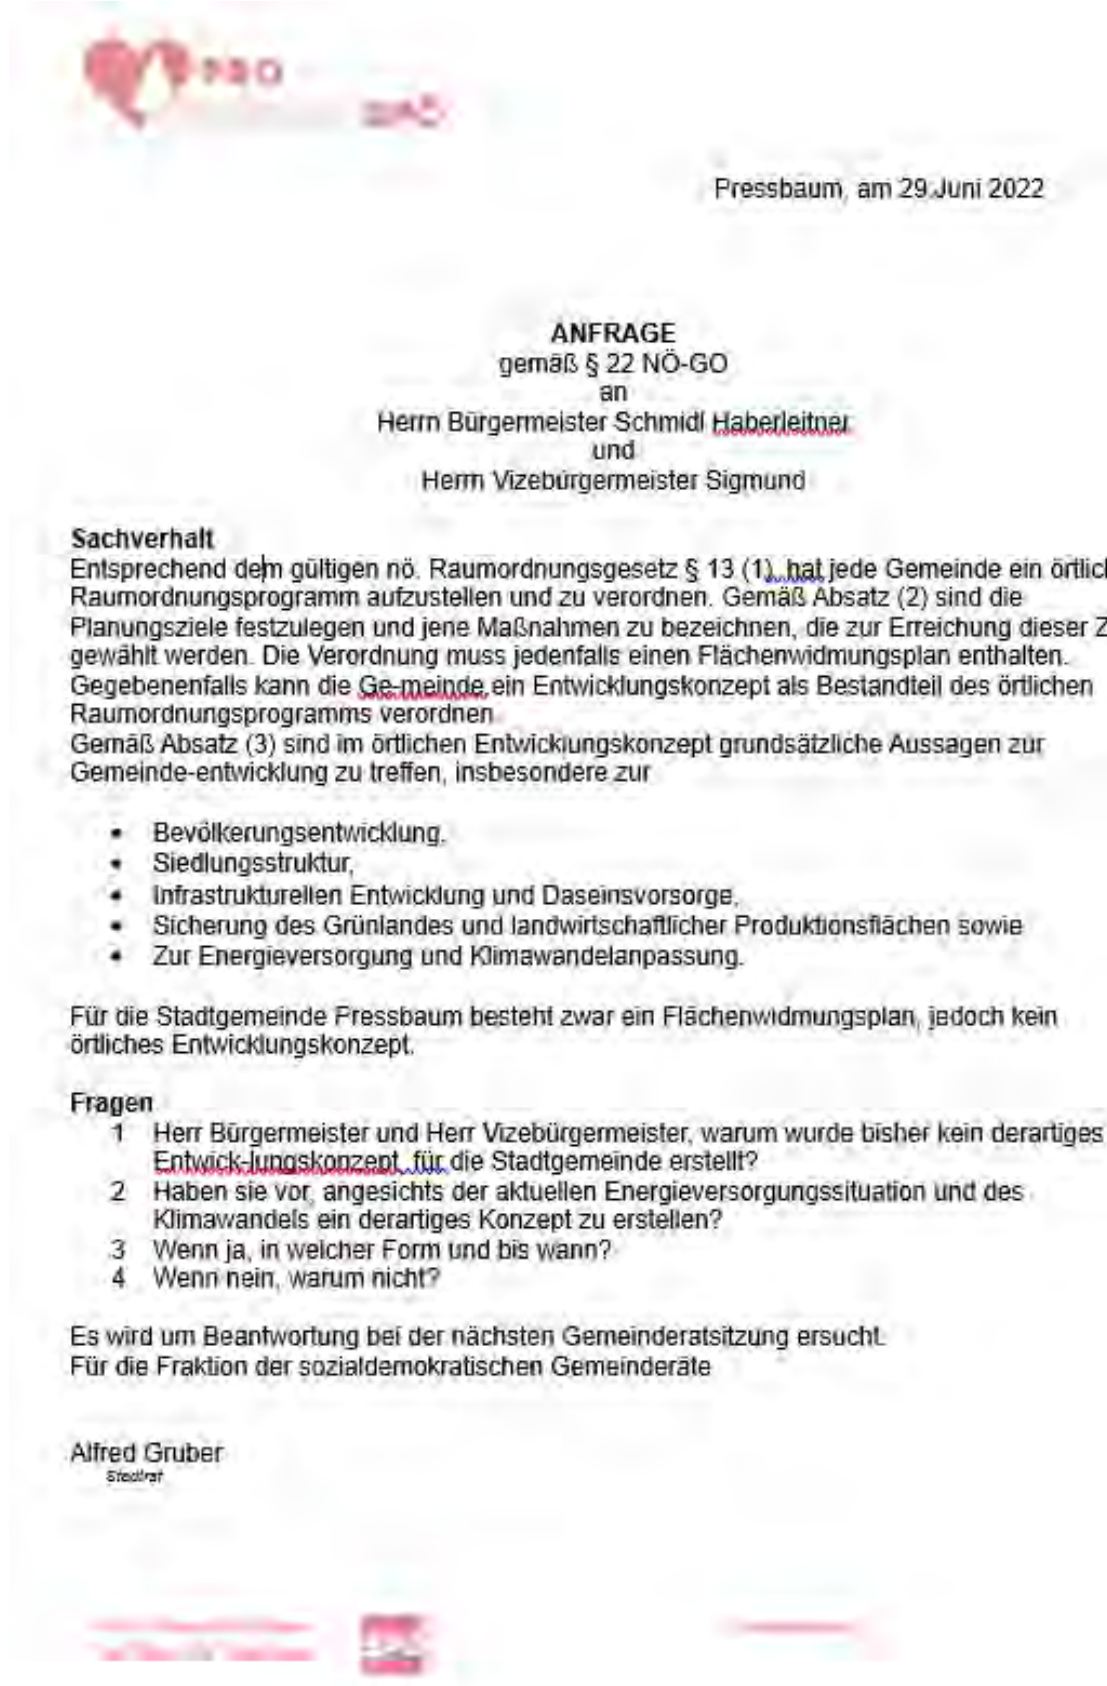 PRO
SPÖ
Pressbaum, am 29.Juni 2022
ANFRAGE
gemäß § 22 NÖ-GO
an
Herrn Bürgermeister Schmidl Haberleitner
und
Herrn Vizebürgermeister Sigmund
Sachverhalt
Entsprechend dem gültigen nö. Raumordnungsgesetz § 13 (1), hat jede Gemeinde ein örtlich
Raumordnungsprogramm aufzustellen und zu verordnen. Gemäß Absatz (2) sind die
Planungsziele festzulegen und jene Maßnahmen zu bezeichnen, die zur Erreichung dieser Z
gewählt werden. Die Verordnung muss jedenfalls einen Flächenwidmungsplan enthalten.
Gegebenenfalls kann die Ge-meinde ein Entwicklungskonzept als Bestandteil des örtlichen
Raumordnungsprogramms verordnen.
Gemäß Absatz (3) sind im örtlichen Entwicklungskonzept grundsätzliche Aussagen zur
Gemeinde-entwicklung zu treffen, insbesondere zur
• Bevölkerungsentwicklung,
• Siedlungsstruktur,
• Infrastrukturellen Entwicklung und Daseinsvorsorge,
• Sicherung des Grünlandes und landwirtschaftlicher Produktionsflächen sowie
• Zur Energieversorgung und Klimawandelanpassung.
Für die Stadtgemeinde Pressbaum besteht zwar ein Flächenwidmungsplan, jedoch kein
örtliches Entwicklungskonzept.
Fragen
1 Herr Bürgermeister und Herr Vizebürgermeister, warum wurde bisher kein derartiges
Entwick-lungskonzept für die Stadtgemeinde erstellt?
2 Haben sie vor, angesichts der aktuellen Energieversorgungssituation und des
Klimawandels ein derartiges Konzept zu erstellen?
3 Wenn ja, in welcher Form und bis wann?
4 Wenn nein, warum nicht?
Es wird um Beantwortung bei der nächsten Gemeinderatsitzung ersucht.
Für die Fraktion der sozialdemokratischen Gemeinderäte
Alfred Gruber
Stadtrat